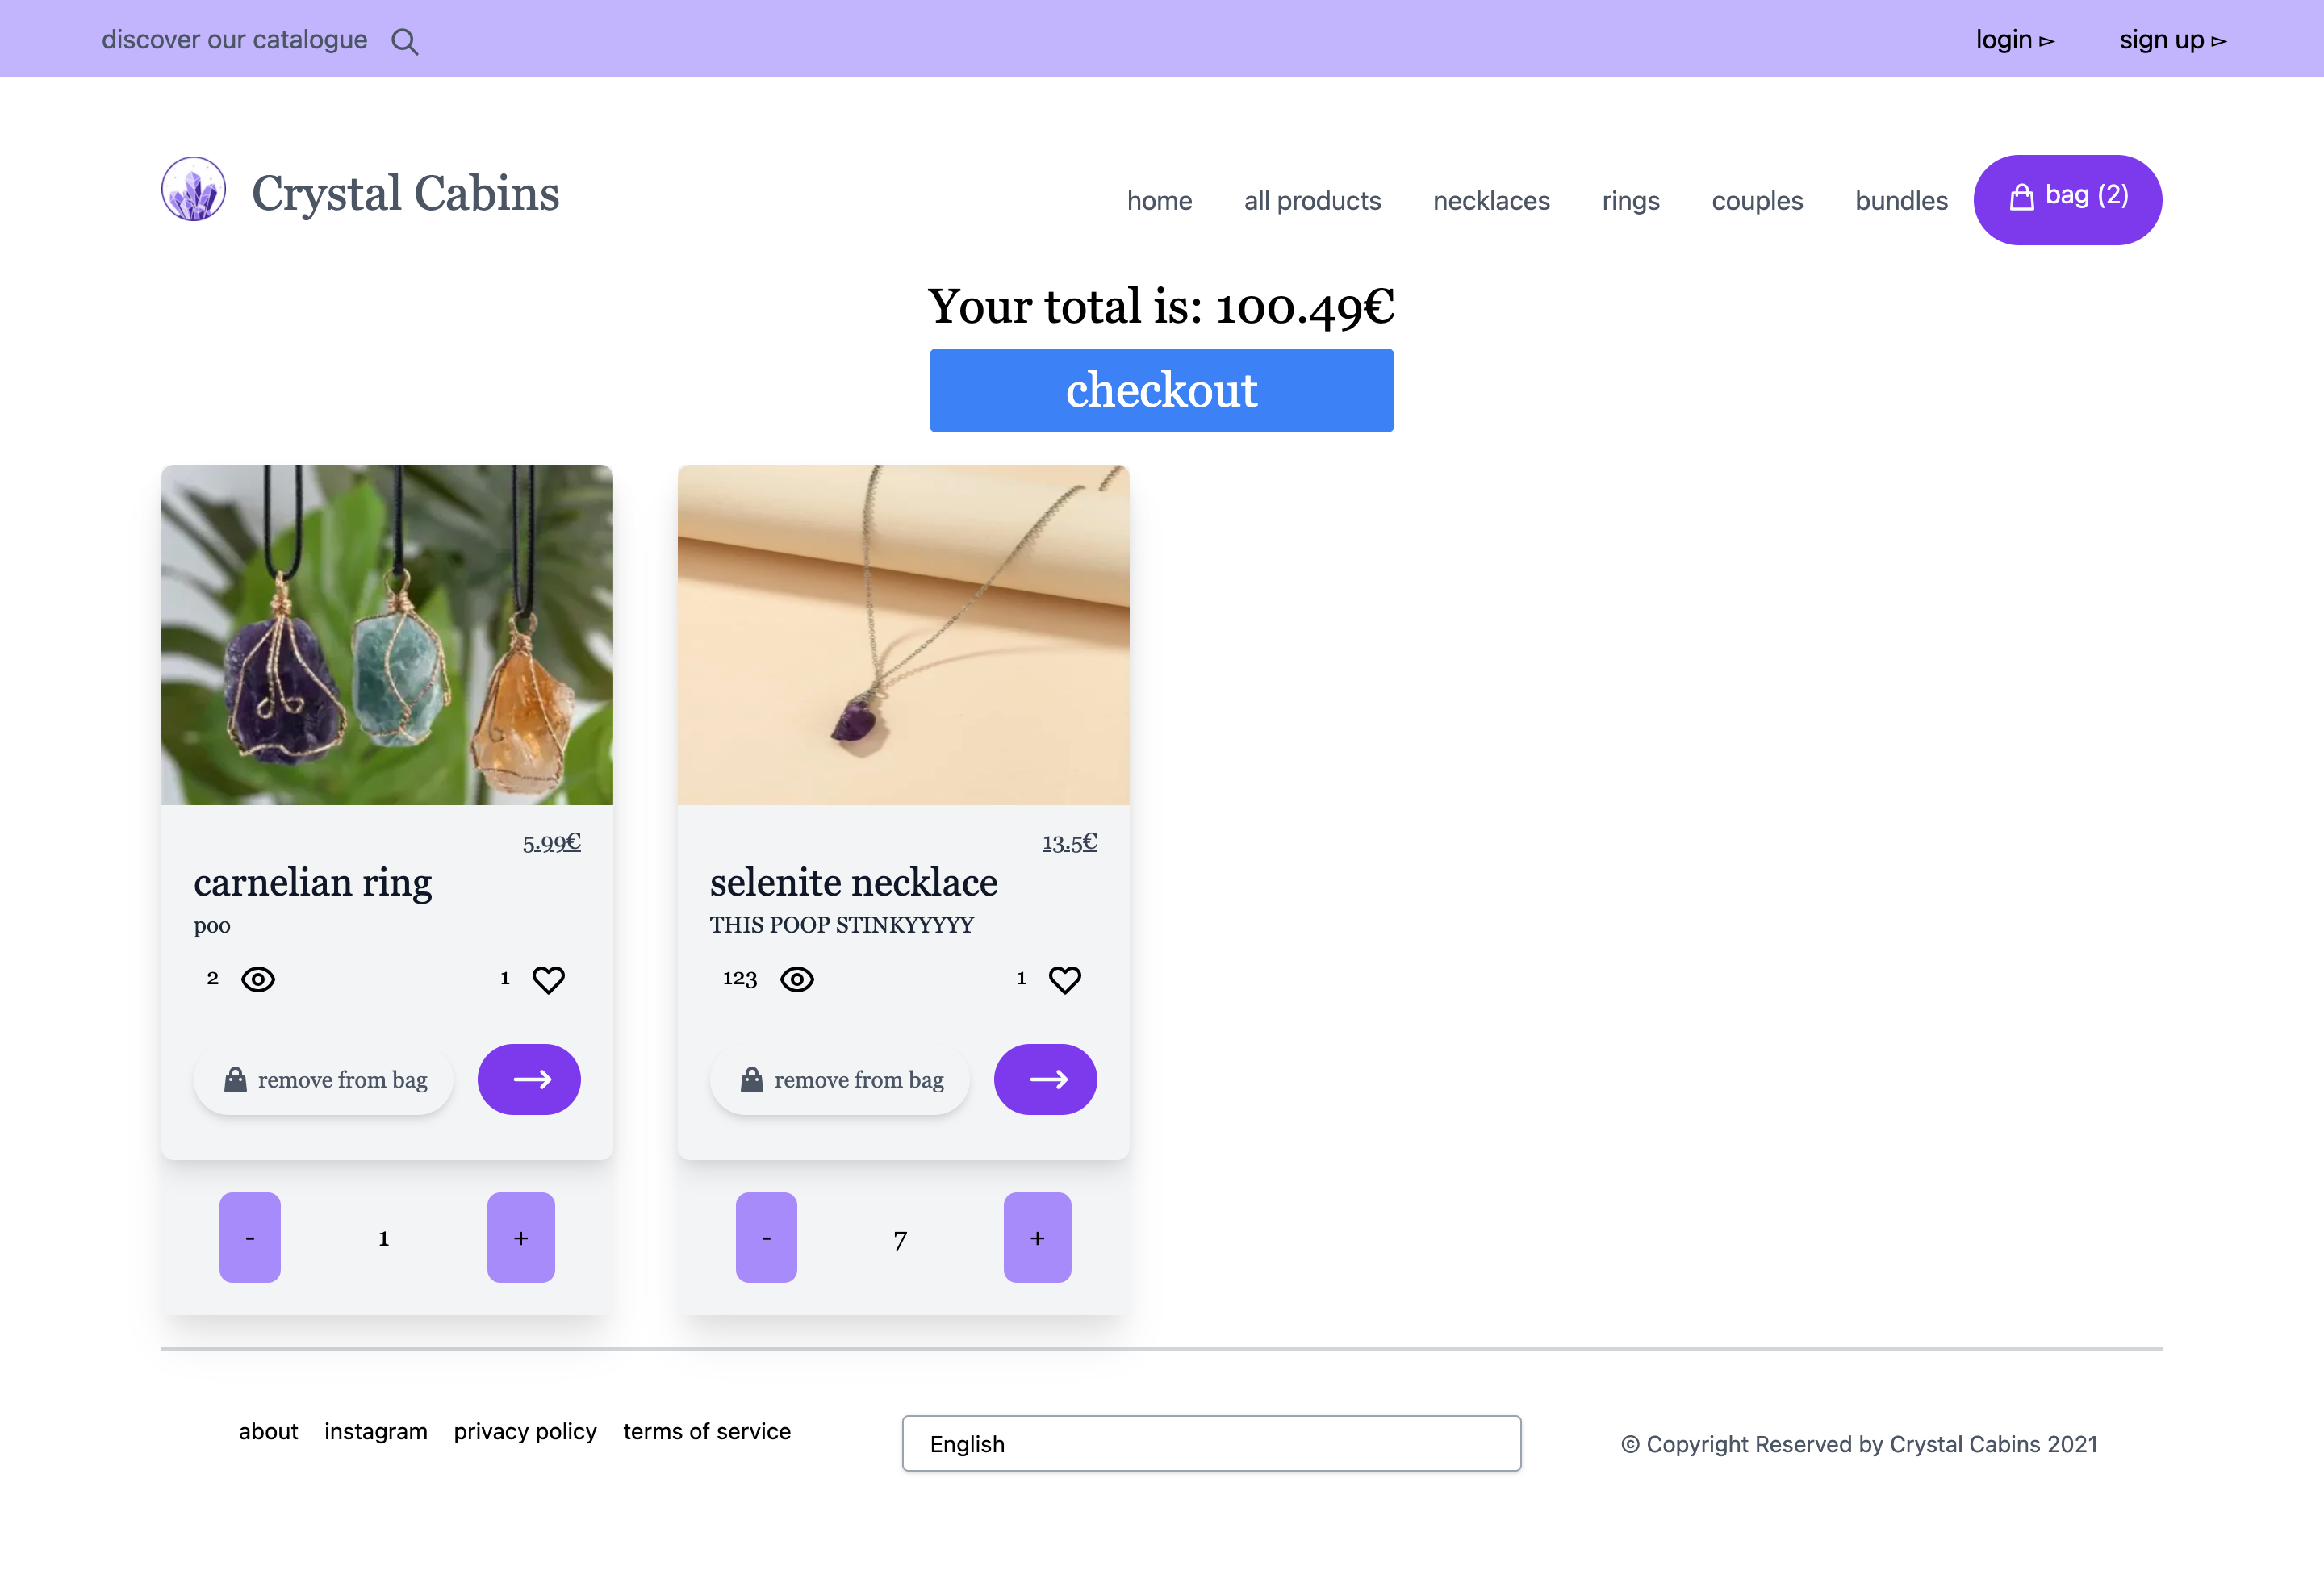 discover our catalogue
login ▻ sign up ▻
Crystal Cabins
home all products necklaces rings couples bundles bag (2)
Your total is: 100.49€
checkout
5.99€
carnelian ring
poo
2 1
remove from bag
- 1 +
13.5€
selenite necklace
THIS POOP STINKYYYYY
123 1
remove from bag
- 7 +
about instagram privacy policy terms of service
English
© Copyright Reserved by Crystal Cabins 2021